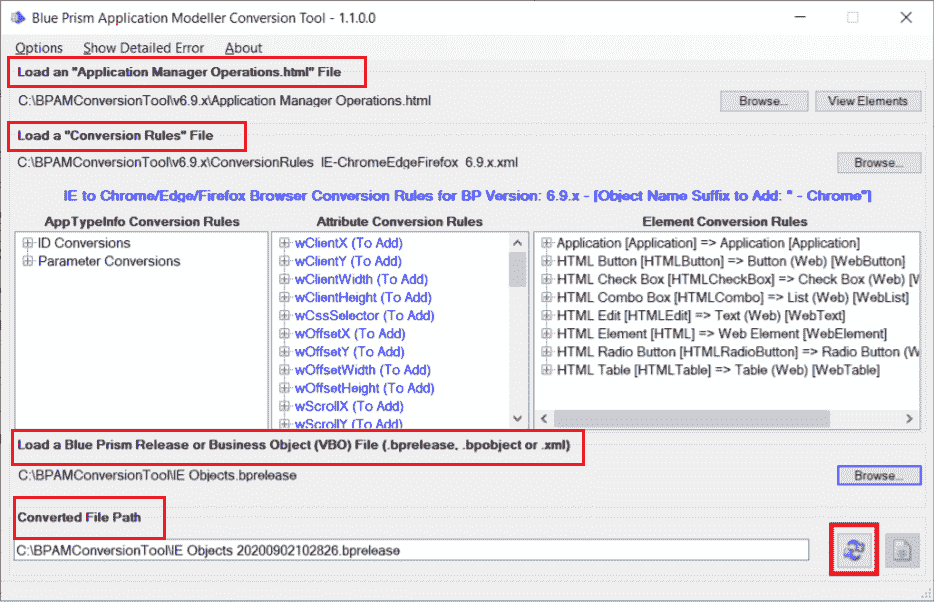 Blue Prism Application Modeller Conversion Tool - 1.1.0.0
Options Show Detailed Error About
Load an "Application Manager Operations.html" File
C:\BPAMConversionTool\v6.9.x\Application Manager Operations.html Browse... View Elements
Load a "Conversion Rules" File
C:\BPAMConversionTool\v6.9.x\ConversionRules IE-ChromeEdgeFirefox 6.9.x.xml Browse...
IE to Chrome/Edge/Firefox Browser Conversion Rules for BP Version: 6.9.x - [Object Name Suffix to Add: " - Chrome"]
AppTypeInfo Conversion Rules
ID Conversions
Parameter Conversions
Attribute Conversion Rules
wClientX (To Add)
wClientY (To Add)
wClientWidth (To Add)
wClientHeight (To Add)
wCssSelector (To Add)
wOffsetX (To Add)
wOffsetY (To Add)
wOffsetWidth (To Add)
wOffsetHeight (To Add)
wScrollX (To Add)
wScrollY (To Add)
Element Conversion Rules
Application [Application] => Application [Application]
HTML Button [HTMLButton] => Button (Web) [WebButton]
HTML Check Box [HTMLCheckBox] => Check Box (Web) [W
HTML Combo Box [HTMLCombo] => List (Web) [WebList]
HTML Edit [HTMLEdit] => Text (Web) [WebText]
HTML Element [HTML] => Web Element [WebElement]
HTML Radio Button [HTMLRadioButton] => Radio Button (W
HTML Table [HTMLTable] => Table (Web) [WebTable]
Load a Blue Prism Release or Business Object (VBO) File (.bprelease, .bpobject or .xml)
C:\BPAMConversionTool\IE Objects.bprelease Browse...
Converted File Path
C:\BPAMConversionTool\IE Objects 20200902102826.bprelease